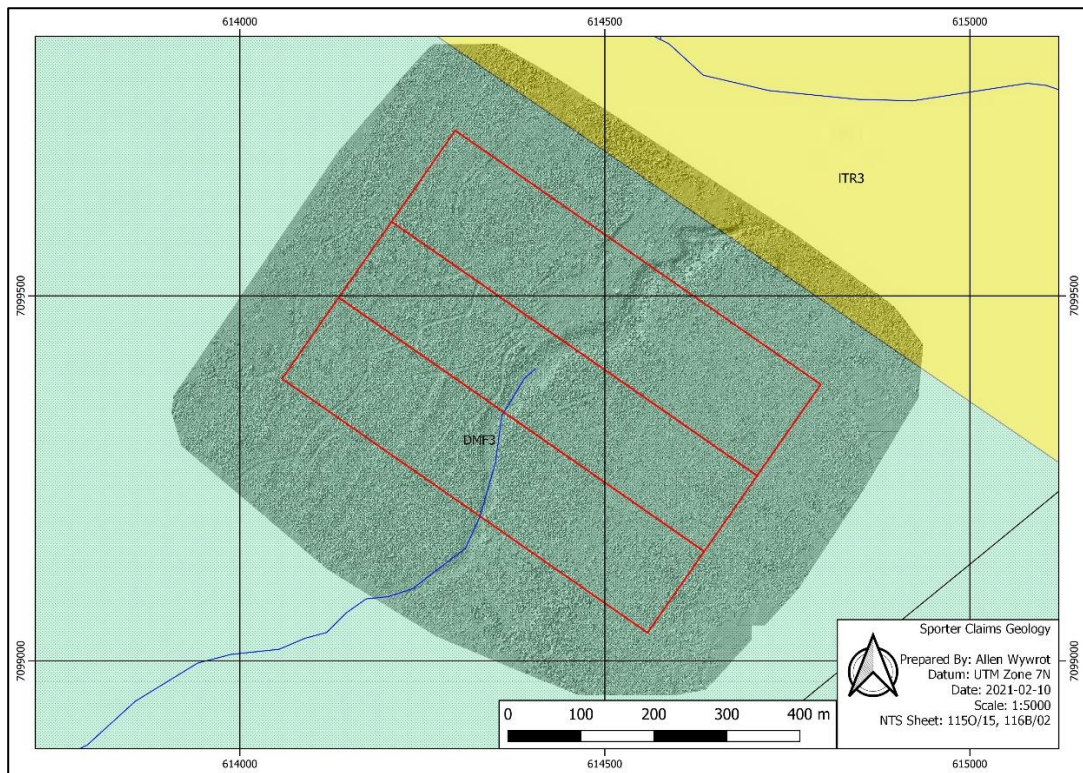 614000
614500
615000
ITR3
7099500
7099500
DMF3
7099000
7099000
Sporter Claims Geology
Prepared By: Allen Wywrot
Datum: UTM Zone 7N
Date: 2021-02-10
Scale: 1:5000
NTS Sheet: 115O/15, 116B/02
0 100 200 300 400 m
614000
614500
615000